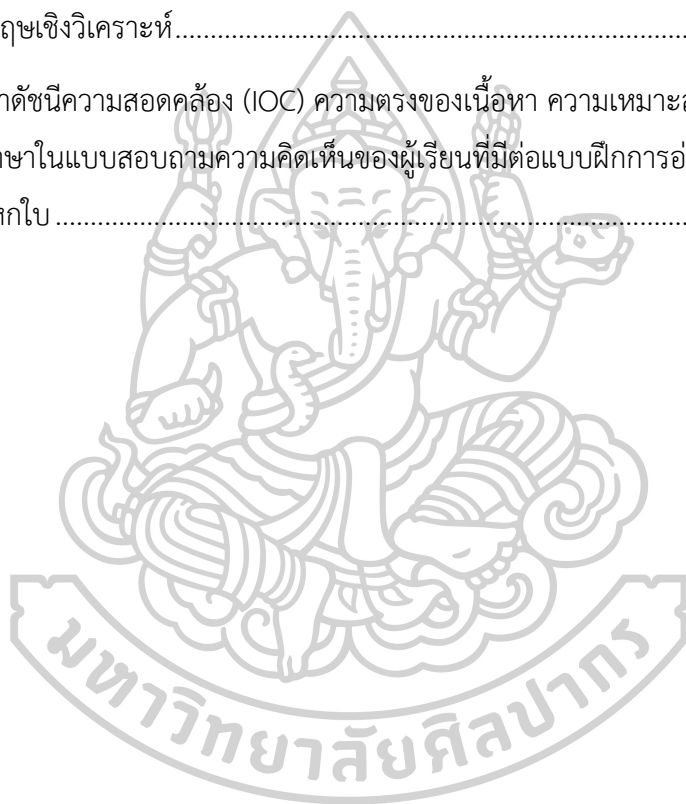 ฤษเชิงวิเคราะห์
าดัชนีความสอดคล้อง (IOC) ความตรงของเนื้อหา ความเหมาะส
าษาในแบบสอบถามความคิดเห็นของผู้เรียนที่มีต่อแบบฝึกการอ่
หกใบ
มหาวิทยาลัยศิลปากร